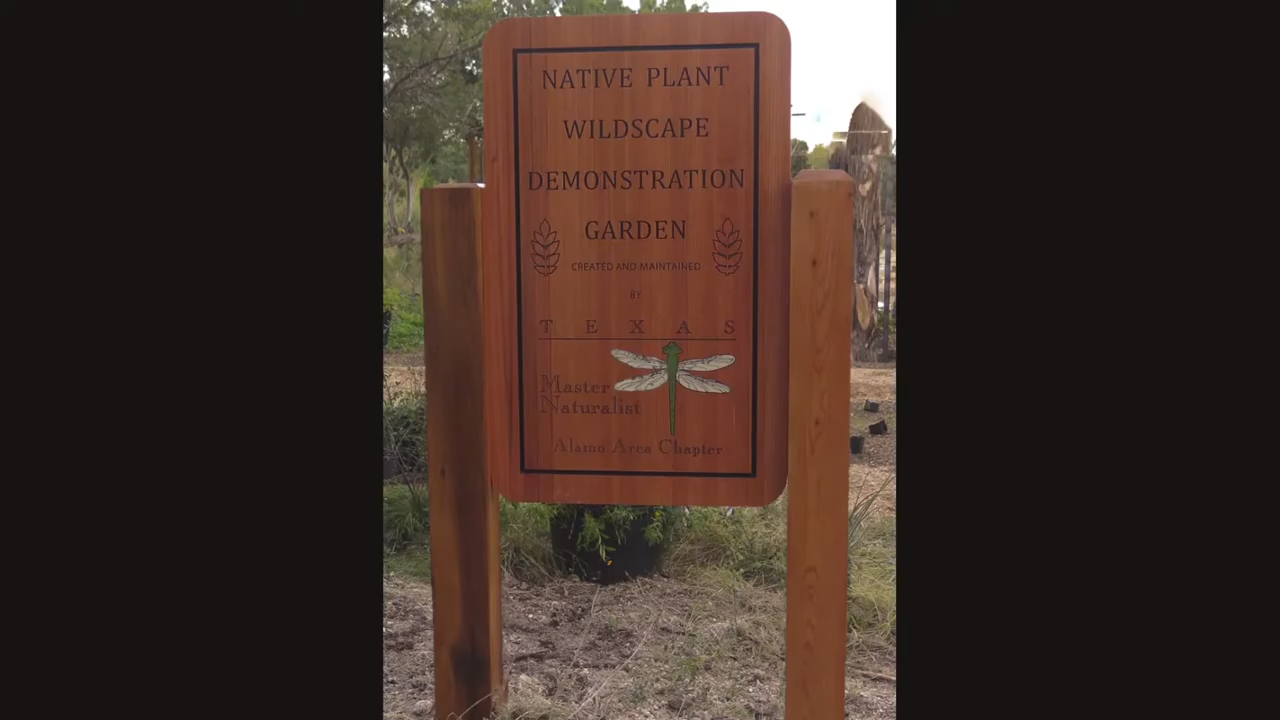 NATIVE PLANT
WILDSCAPE
DEMONSTRATION
GARDEN
CREATED AND MAINTAINED
BY
TEXAS
Master
Naturalist
Alamo Area Chapter